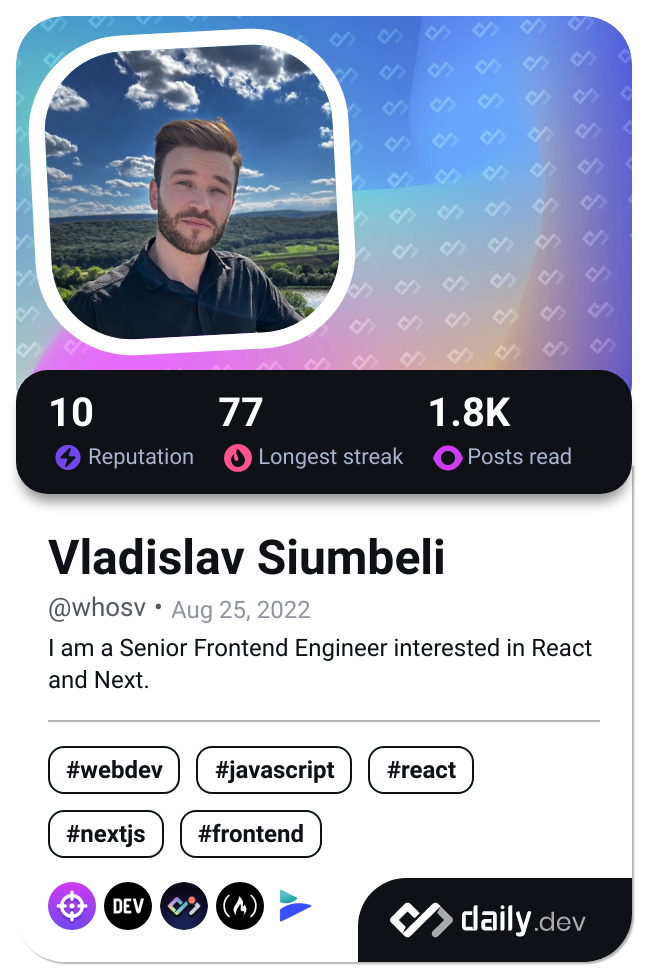 10 77 1.8K
Reputation Longest streak Posts read
Vladislav Siumbeli
@whosv • Aug 25, 2022
I am a Senior Frontend Engineer interested in React
and Next.
#webdev #javascript #react
#nextjs #frontend
DEV
daily.dev